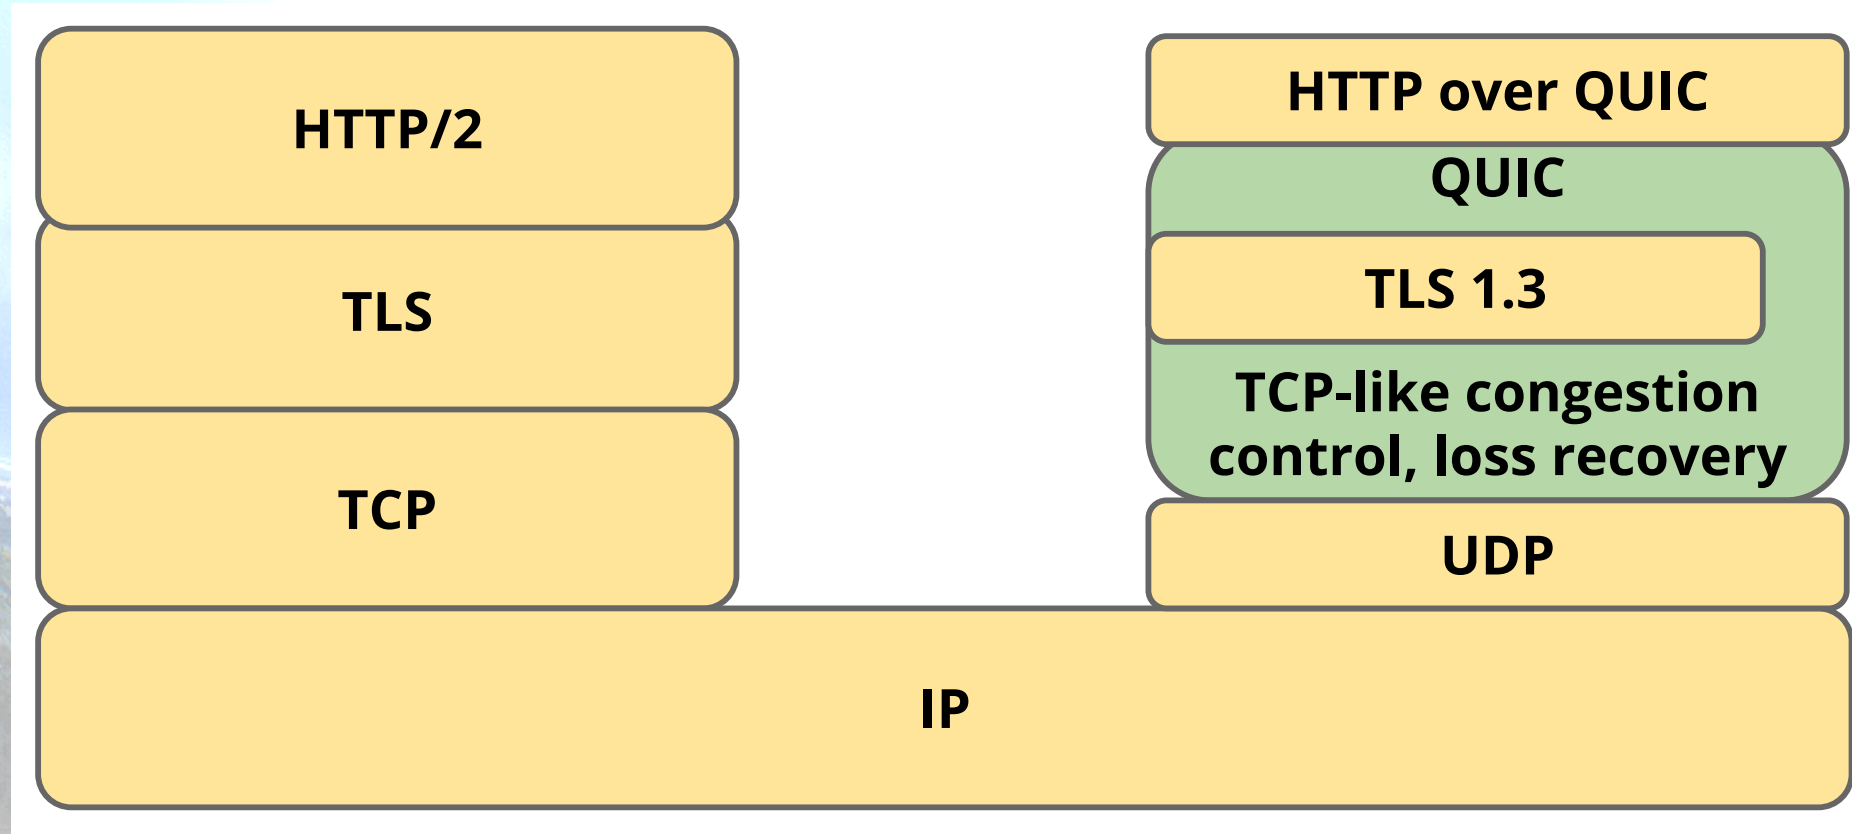 HTTP/2
TLS
TCP
HTTP over QUIC
QUIC
TLS 1.3
TCP-like congestion
control, loss recovery
UDP
IP